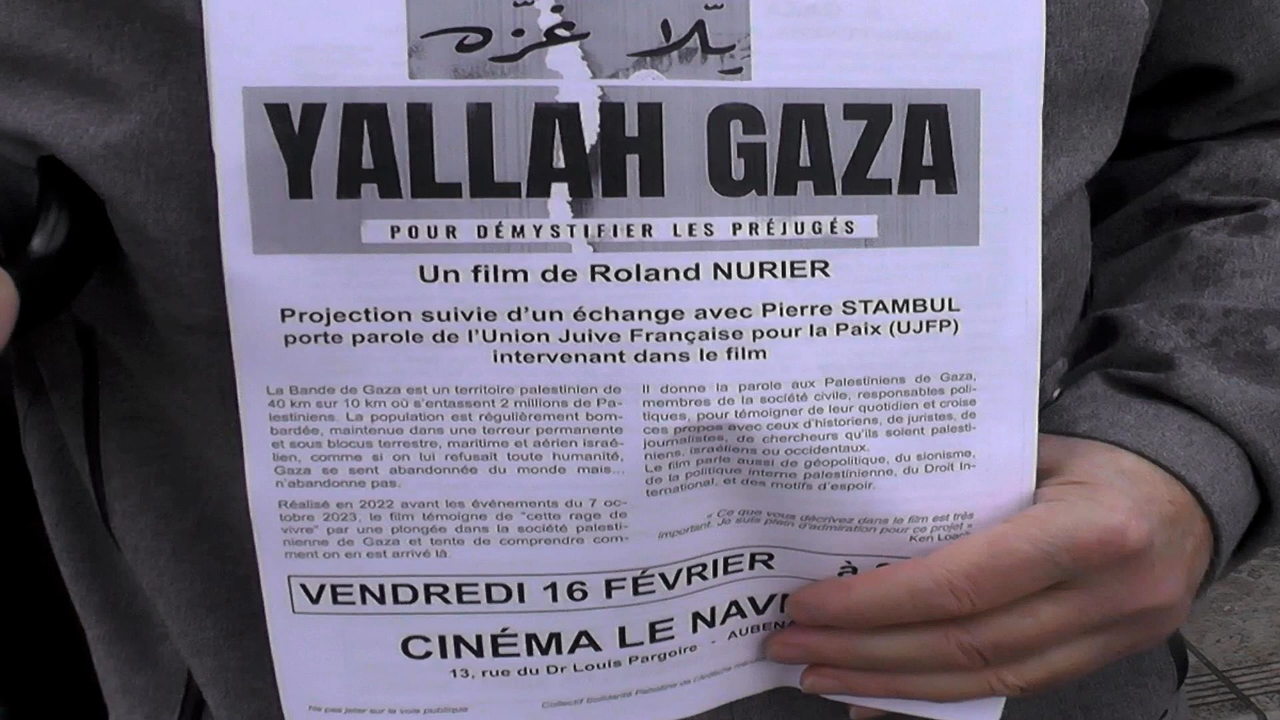 يلّا غزّه
YALLAH GAZA
POUR DÉMYSTIFIER LES PRÉJUGÉS
Un film de Roland NURIER
Projection suivie d'un échange avec Pierre STAMBUL
porte parole de l'Union Juive Française pour la Paix (UJFP)
intervenant dans le film
La Bande de Gaza est un territoire palestinien de
40 km sur 10 km où s'entassent 2 millions de Pa-
lestiniens. La population est régulièrement bom-
bardée, maintenue dans une terreur permanente
et sous blocus terrestre, maritime et aérien israé-
lien, comme si on lui refusait toute humanité,
Gaza se sent abandonnée du monde mais...
n'abandonne pas.
Réalisé en 2022 avant les évènements du 7 oc-
tobre 2023, le film témoigne de "cette rage de
vivre" par une plongée dans la société palesti-
nienne de Gaza et tente de comprendre com-
ment on en est arrivé là.
Il donne la parole aux Palestiniens de Gaza,
membres de la société civile, responsables poli-
tiques, pour témoigner de leur quotidien et croise
ces propos avec ceux d'historiens, de juristes, de
journalistes, de chercheurs qu'ils soient palesti-
niens, israéliens ou occidentaux.
Le film parle aussi de géopolitique, du sionisme,
de la politique interne palestinienne, du Droit In-
ternational, et des motifs d'espoir.
« Ce que vous décrivez dans le film est très
important. Je suis plein d'admiration pour ce projet »
Ken Loach
VENDREDI 16 FÉVRIER à
CINÉMA LE NAV
13, rue du Dr Louis Pargoire - AUBENA
Ne pas jeter sur la voie publique
Collectif Solidarité Palestine de l'Ardèche